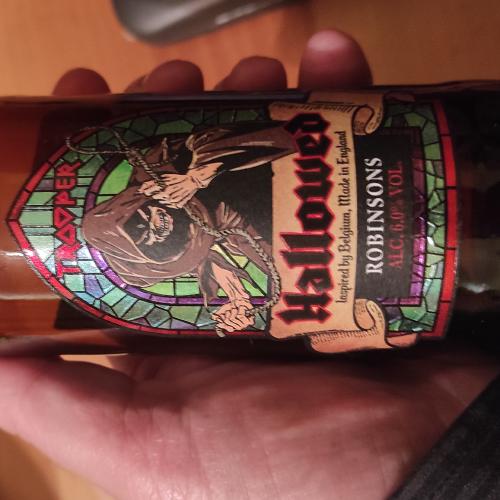 TROOPER
Hallowed
Inspired by Belgium, Made in England
ROBINSONS
ALC. 6.0% VOL.